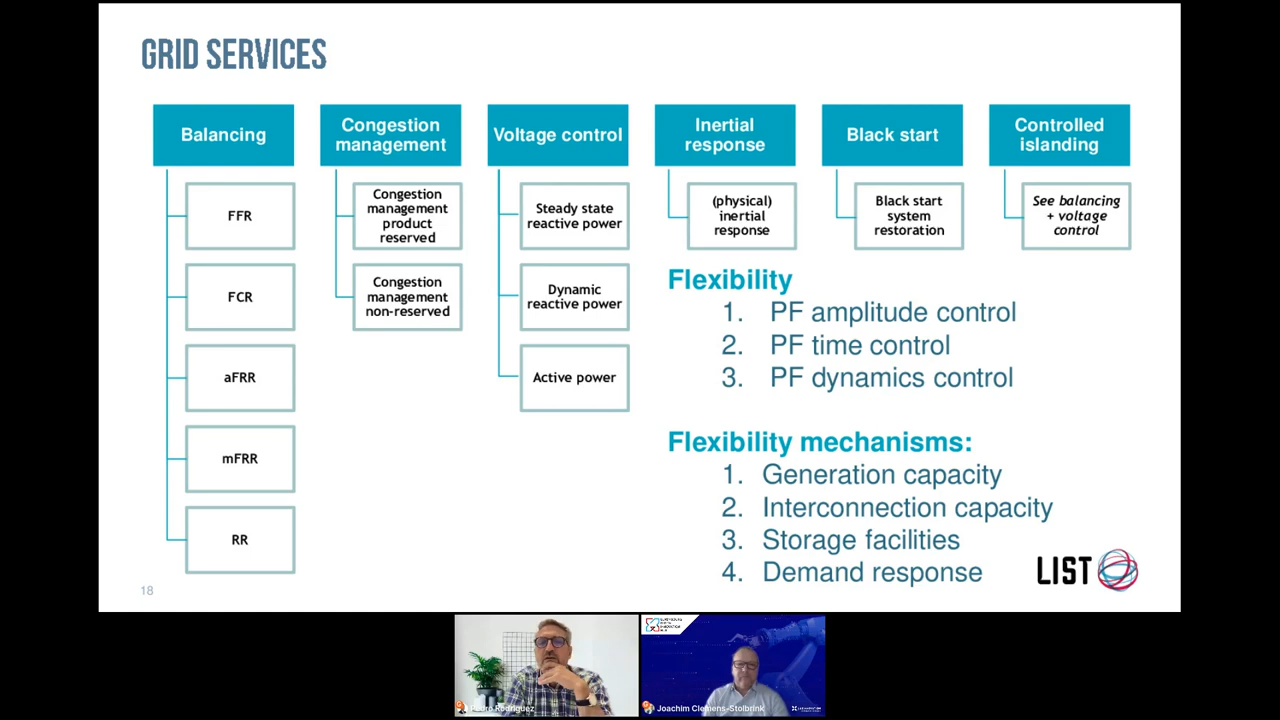 GRID SERVICES
Balancing
FFR
FCR
aFRR
mFRR
RR
Congestion
management
Congestion
management
product
reserved
Congestion
management
non-reserved
Voltage control
Steady state
reactive power
Dynamic
reactive power
Active power
Inertial
response
(physical)
inertial
response
Black start
Black start
system
restoration
Controlled
islanding
See balancing
+ voltage
control
Flexibility
1. PF amplitude control
2. PF time control
3. PF dynamics control
Flexibility mechanisms:
1. Generation capacity
2. Interconnection capacity
3. Storage facilities
4. Demand response
LIST
18
Pedro Rodriguez
Joachim Clemens-Stolbrink